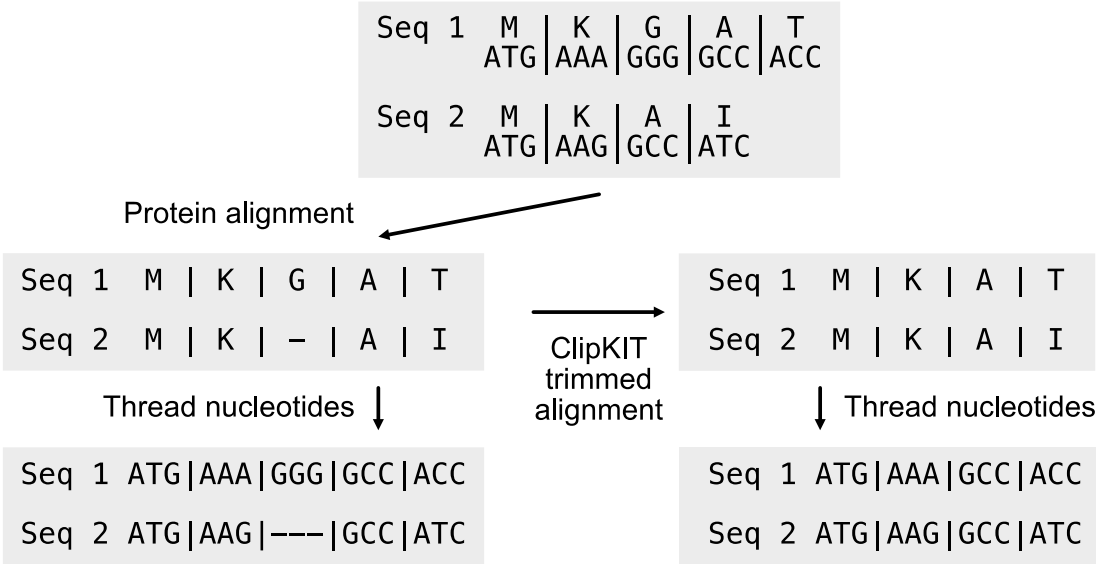 Seq 1 M | K | G | A | T
ATG|AAA|GGG|GCC|ACC
Seq 2 M | K | A | I
ATG|AAG|GCC|ATC
Protein alignment
Seq 1 M | K | G | A | T
Seq 2 M | K | – | A | I
ClipKIT
trimmed
alignment
Seq 1 M | K | A | T
Seq 2 M | K | A | I
Thread nucleotides
Thread nucleotides
Seq 1 ATG|AAA|GGG|GCC|ACC
Seq 2 ATG|AAG|–––|GCC|ATC
Seq 1 ATG|AAA|GCC|ACC
Seq 2 ATG|AAG|GCC|ATC